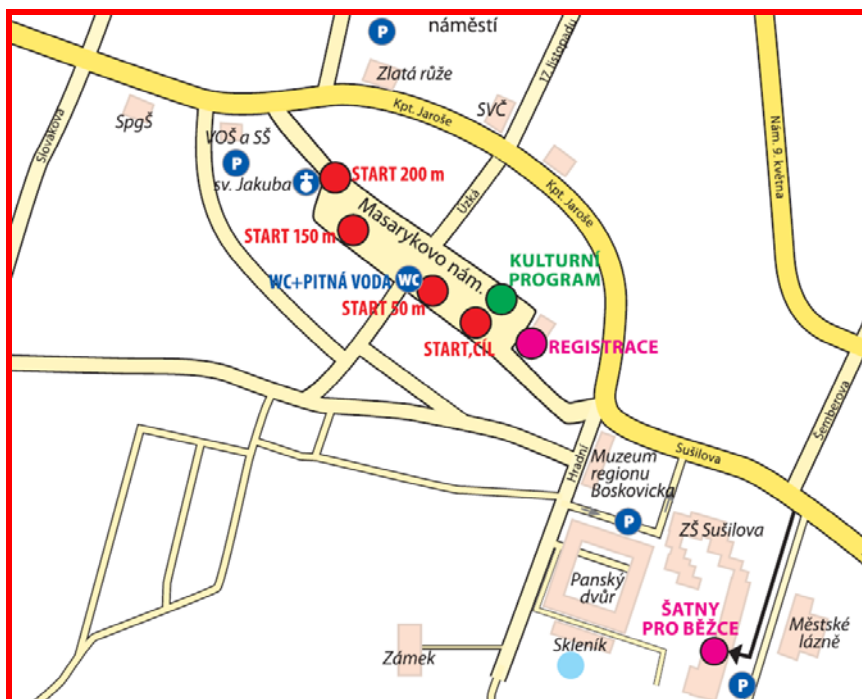 náměstí
P
Zlatá růže
17. listopadu
Kpt. Jaroše
SVČ
Slovákova
SpgŠ
VOŠ a SŠ
P
sv. Jakuba
START 200 m
Nám. 9. května
Kpt. Jaroše
Úzká
Masarykovo nám.
START 150 m
KULTURNÍ
PROGRAM
WC+PITNÁ VODA
WC
START 50 m
START,CÍL
REGISTRACE
Šemberova
Sušilova
Hradní
Muzeum
regionu
Boskovicka
P
ZŠ Sušilova
Panský
dvůr
ŠATNY
PRO BĚŽCE
Městské
lázně
Skleník
Zámek
P